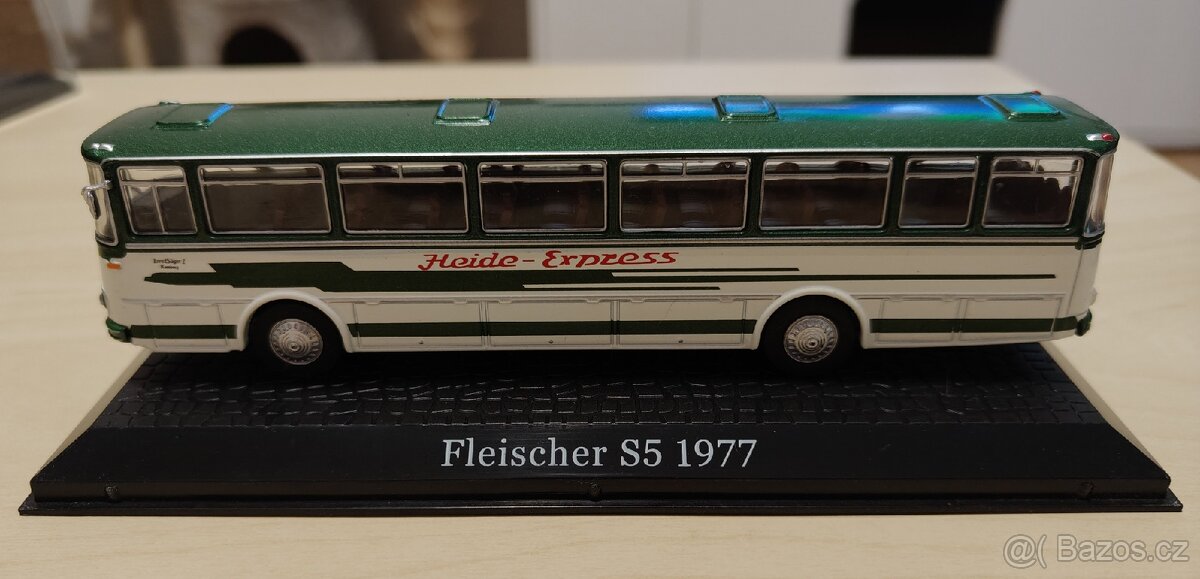 Heide-Express
Fleischer S5 1977
@( Bazos.cz